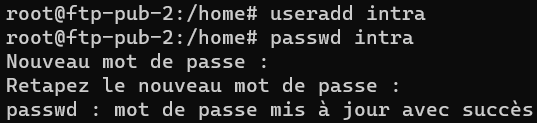 root@ftp-pub-2:/home# useradd intra
root@ftp-pub-2:/home# passwd intra
Nouveau mot de passe :
Retapez le nouveau mot de passe :
passwd : mot de passe mis à jour avec succès